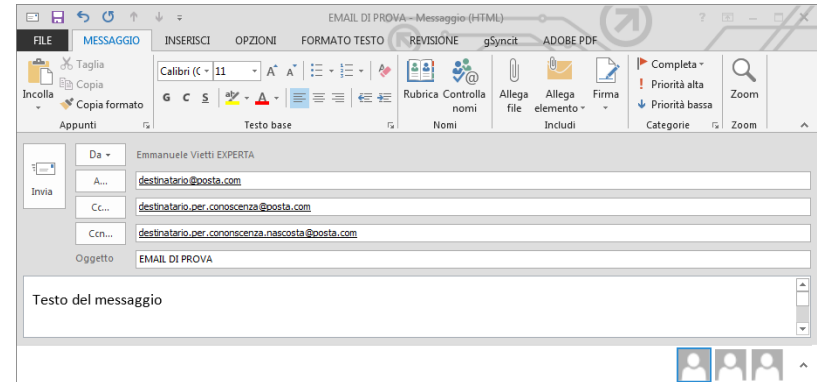 EMAIL DI PROVA - Messaggio (HTML)
FILE MESSAGGIO INSERISCI OPZIONI FORMATO TESTO REVISIONE gSyncit ADOBE PDF
Incolla
Taglia
Copia
Copia formato
Appunti
Calibri (C 11
G C S
Testo base
Rubrica Controlla nomi
Nomi
Allega file
Allega elemento
Firma
Includi
Completa
Priorità alta
Priorità bassa
Categorie
Zoom
Zoom
Invia
Da Emmanuele Vietti EXPERTA
A... destinatario@posta.com
Cc... destinatario.per.conoscenza@posta.com
Ccn... destinatario.per.cononscenza.nascosta@posta.com
Oggetto EMAIL DI PROVA
Testo del messaggio